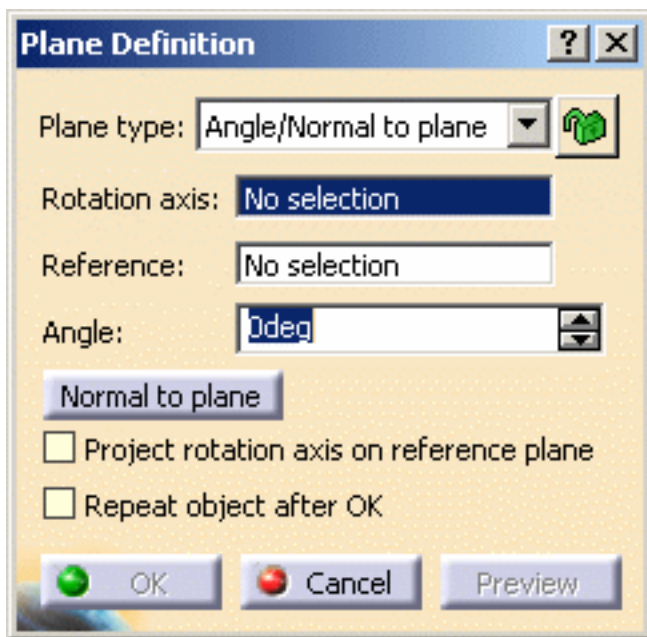 Plane Definition
Plane type: Angle/Normal to plane
Rotation axis: No selection
Reference: No selection
Angle: 0deg
Normal to plane
Project rotation axis on reference plane
Repeat object after OK
OK Cancel Preview